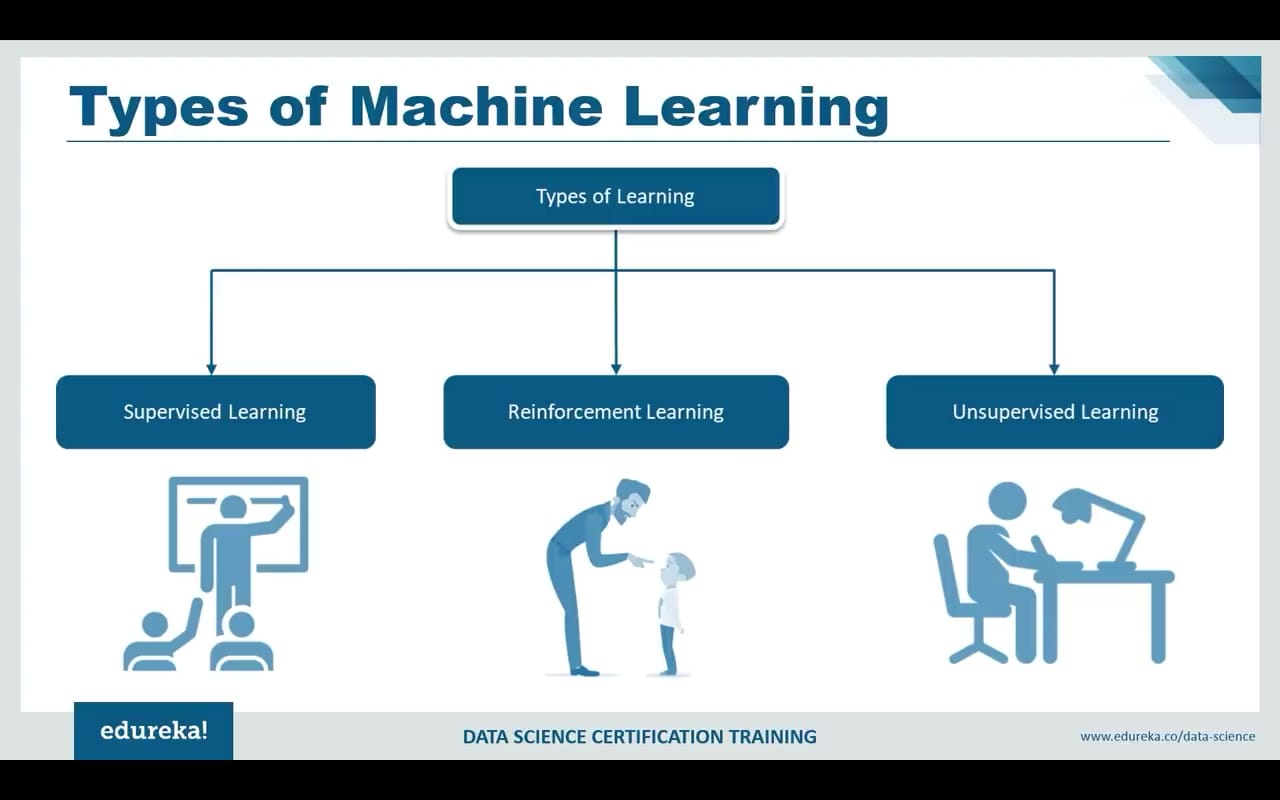 Types of Machine Learning
Types of Learning
Supervised Learning
Reinforcement Learning
Unsupervised Learning
edureka!
DATA SCIENCE CERTIFICATION TRAINING
www.edureka.co/data-science